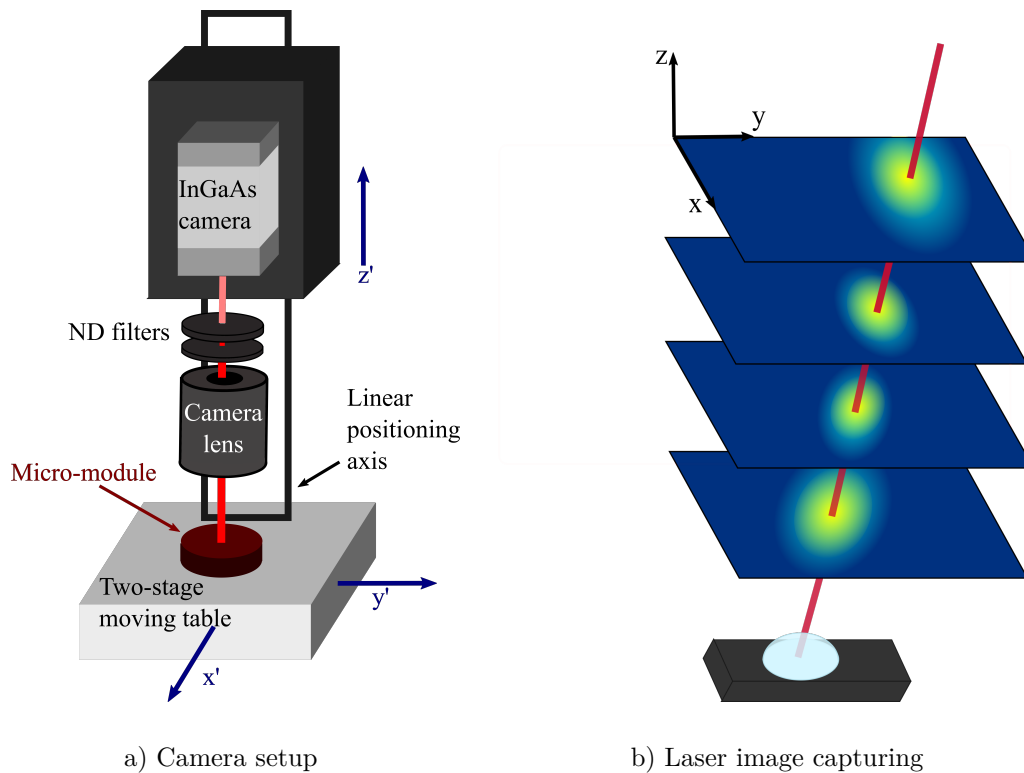 InGaAs
camera
z'
ND filters
Camera
lens
Linear
positioning
axis
Micro-module
Two-stage
moving table
y'
x'
a) Camera setup
z
y
x
b) Laser image capturing